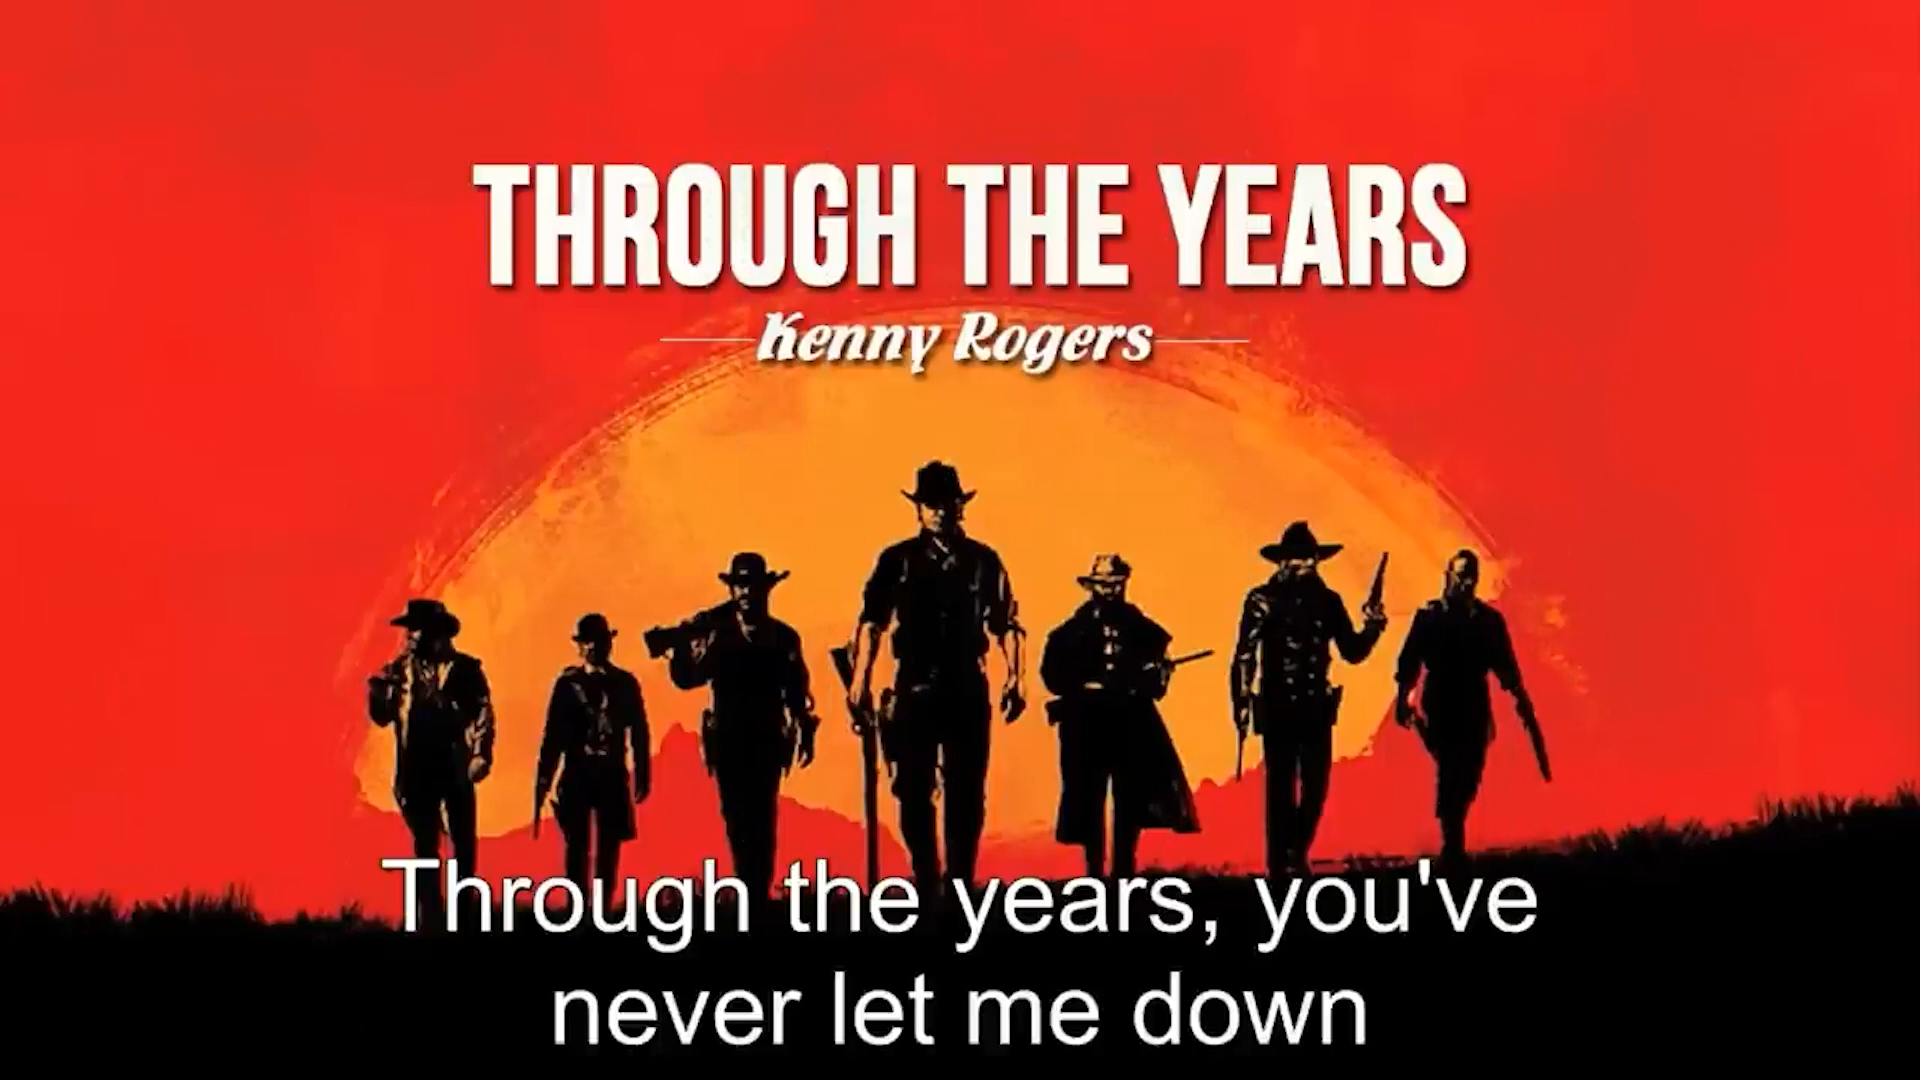 THROUGH THE YEARS
Kenny Rogers
Through the years, you've
never let me down